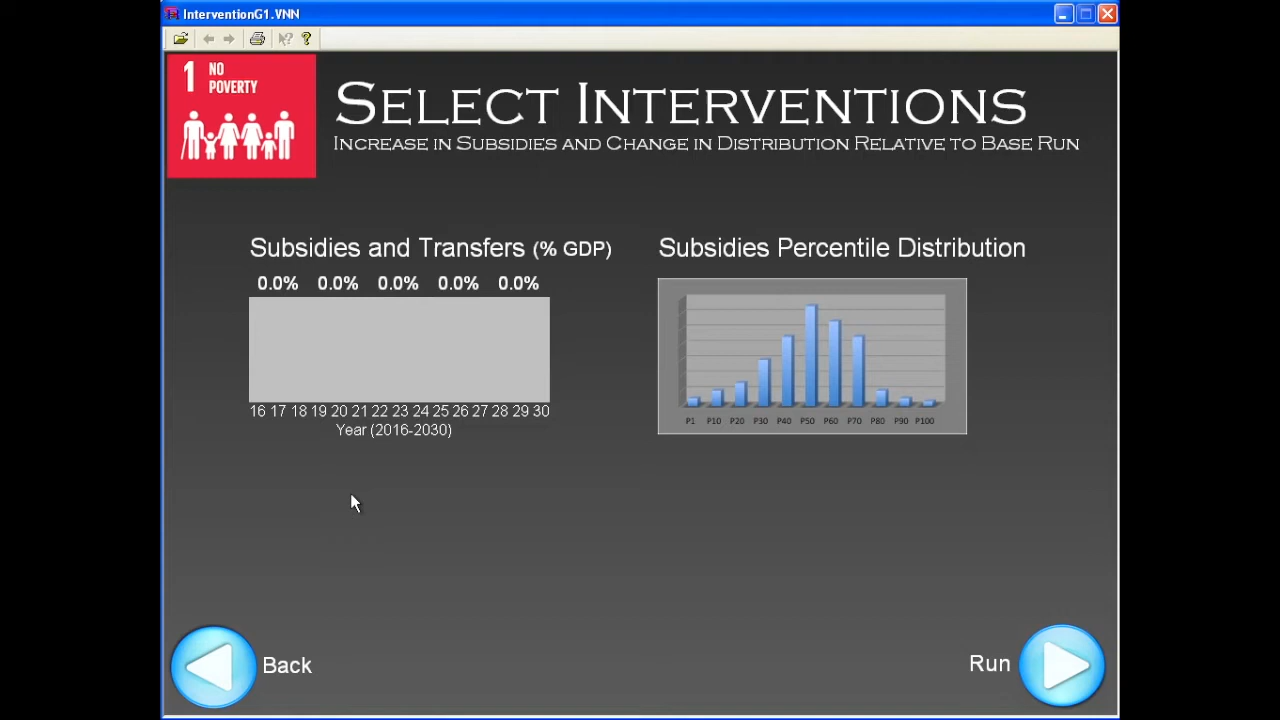 InterventionG1.VNN
1 NO
POVERTY
SELECT INTERVENTIONS
INCREASE IN SUBSIDIES AND CHANGE IN DISTRIBUTION RELATIVE TO BASE RUN
Subsidies and Transfers (% GDP)
0.0% 0.0% 0.0% 0.0% 0.0%
16 17 18 19 20 21 22 23 24 25 26 27 28 29 30
Year (2016-2030)
Subsidies Percentile Distribution
P1 P10 P20 P30 P40 P50 P60 P70 P80 P90 P100
Back
Run